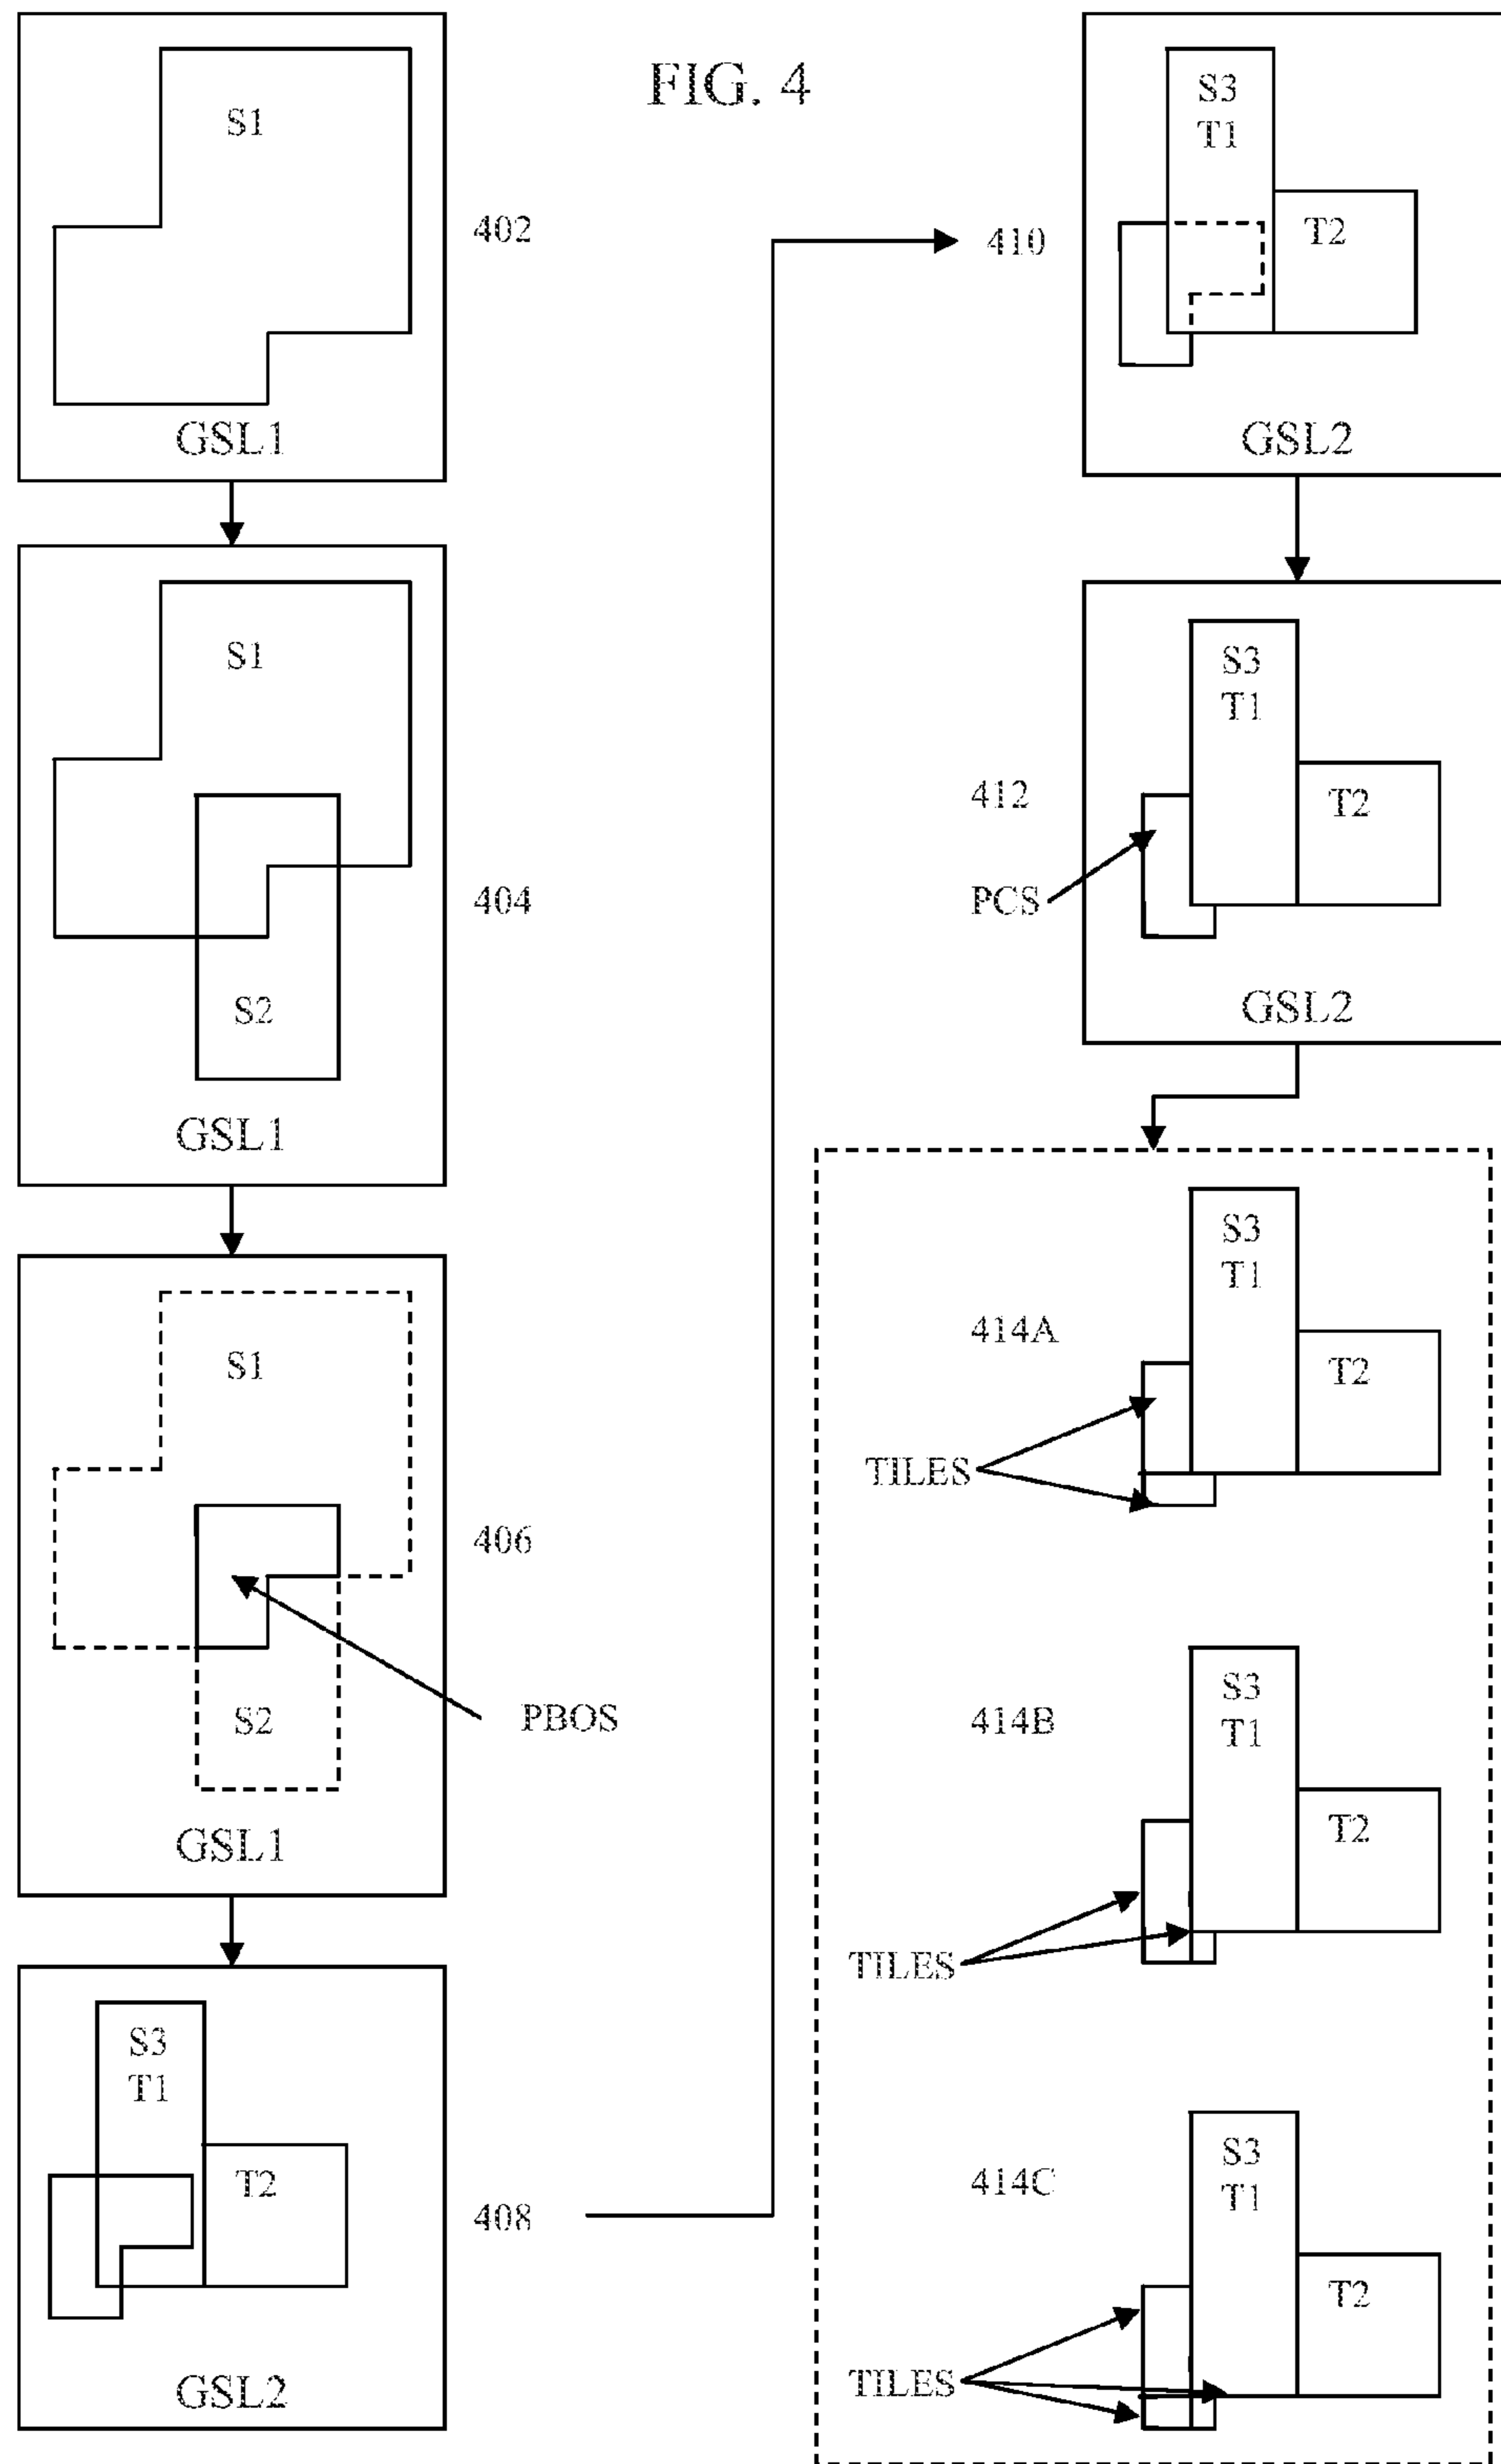 FIG. 4
S1
402
GSL1
S1
404
S2
GSL1
S1
406
S2
PBOS
GSL1
S3
T1
T2
408
GSL2
S3
T1
410
T2
GSL2
S3
T1
412
T2
PCS
GSL2
S3
T1
414A
T2
TILES
S3
T1
414B
T2
TILES
S3
T1
414C
T2
TILES